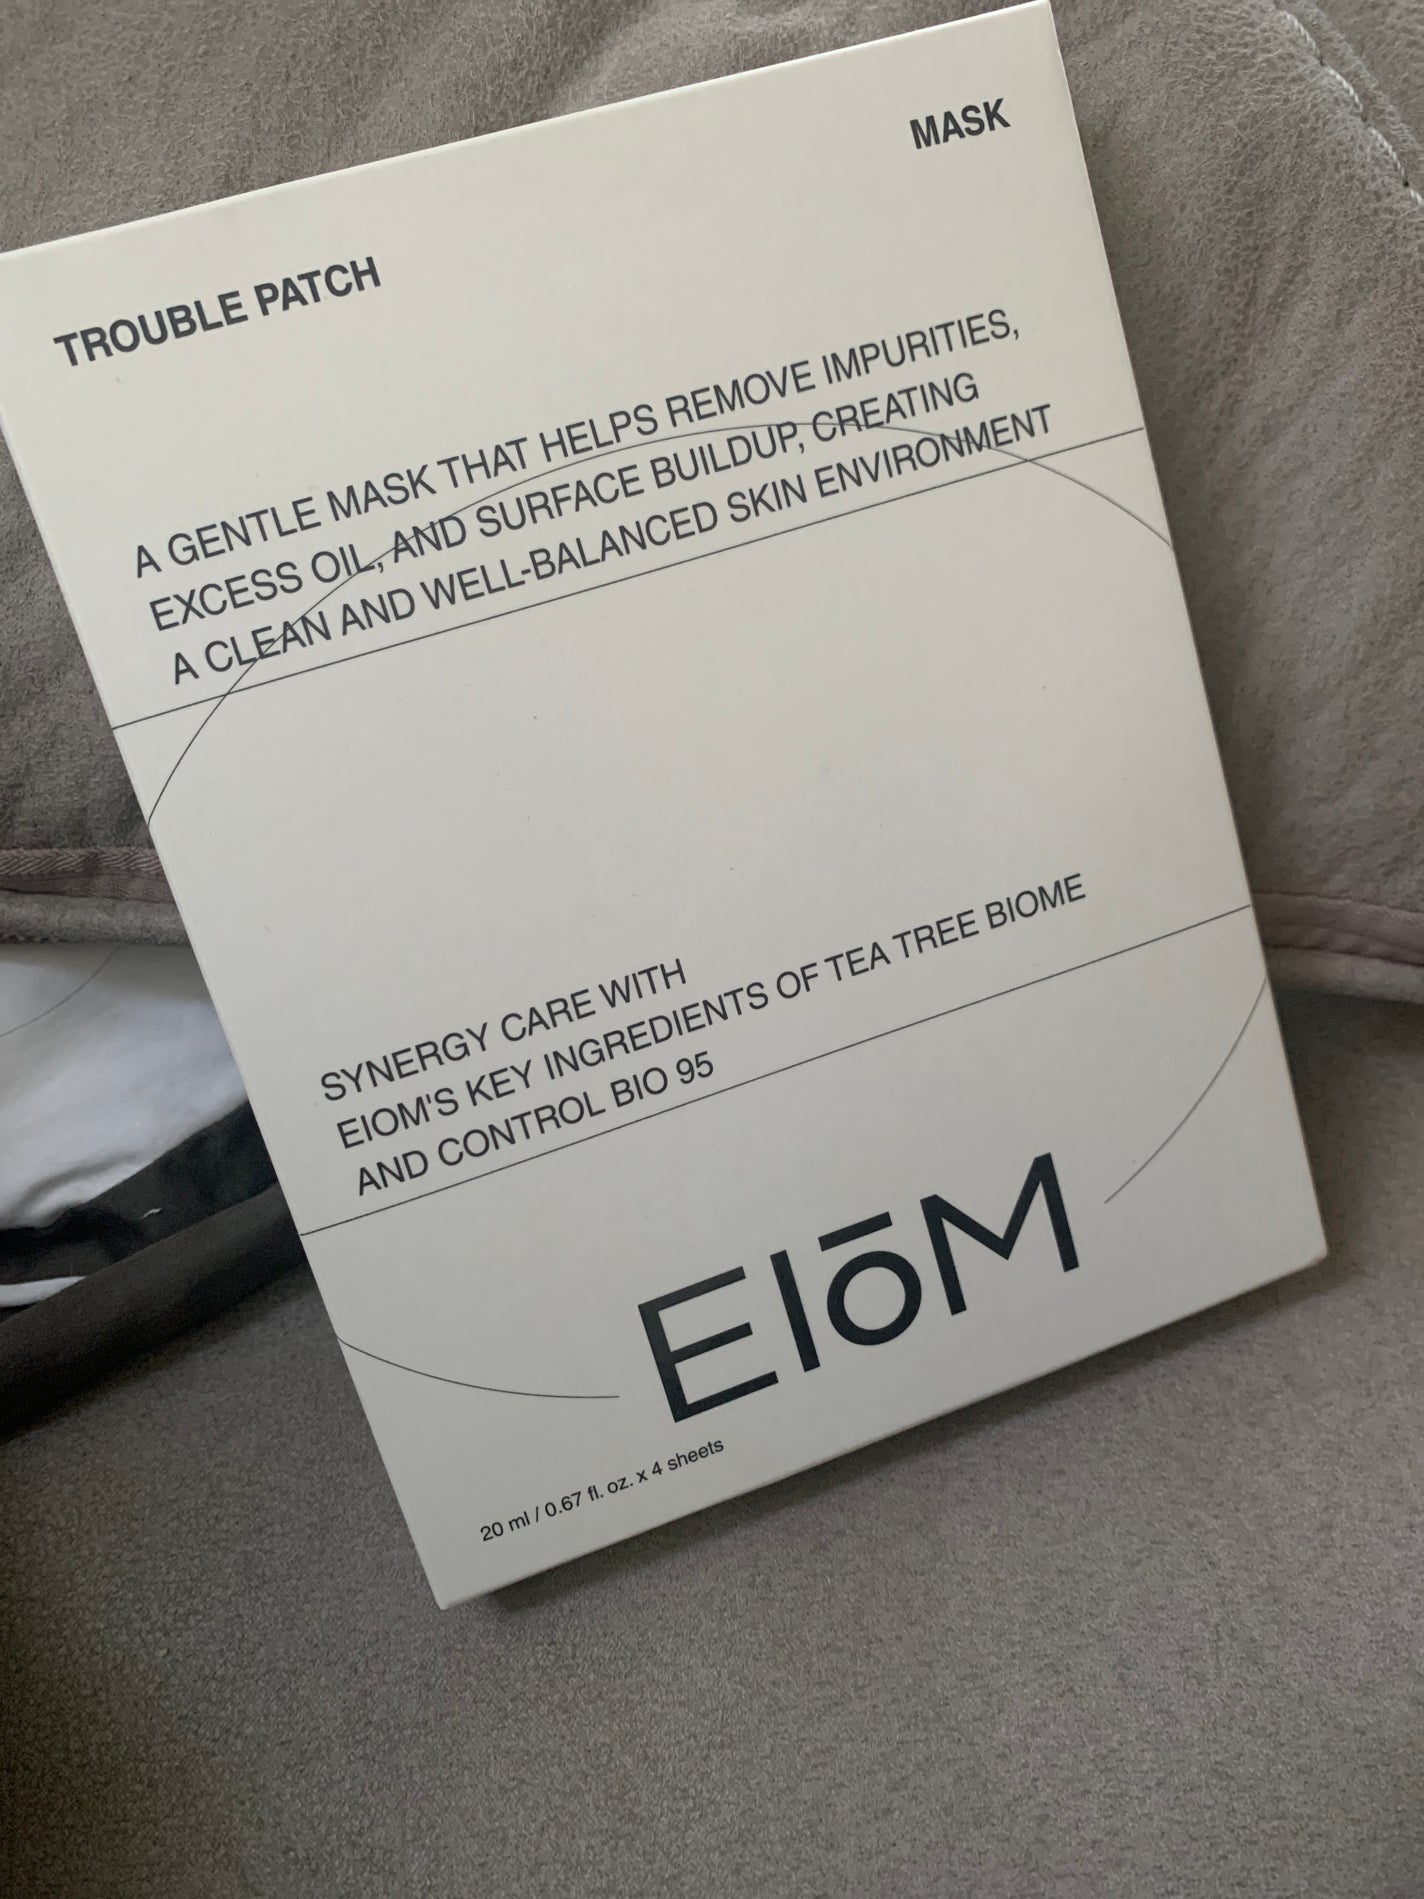 MASK
TROUBLE PATCH
A GENTLE MASK THAT HELPS REMOVE IMPURITIES,
EXCESS OIL, AND SURFACE BUILDUP, CREATING
A CLEAN AND WELL-BALANCED SKIN ENVIRONMENT
SYNERGY CARE WITH
EIOM'S KEY INGREDIENTS OF TEA TREE BIOME
AND CONTROL BIO 95
EIōM
20 ml / 0.67 fl. oz. x 4 sheets